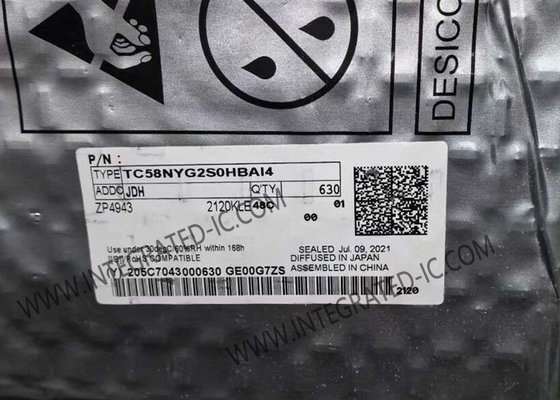 DESICC
P/N :
TYPE TC58NYG2S0HBAI4
ADDC JDH Q'TY 630
ZP4943 2120KLE 48C 01
00
Use under 30degC/60%RH within 168h
SEALED Jul. 09, 2021
RoHS COMPATIBLE
DIFFUSED IN JAPAN
ASSEMBLED IN CHINA
205C7043000630 GE00G7ZS
2120
WWW.INTEGRATED-IC.COM
WWW.INTEGRATED-IC.COM